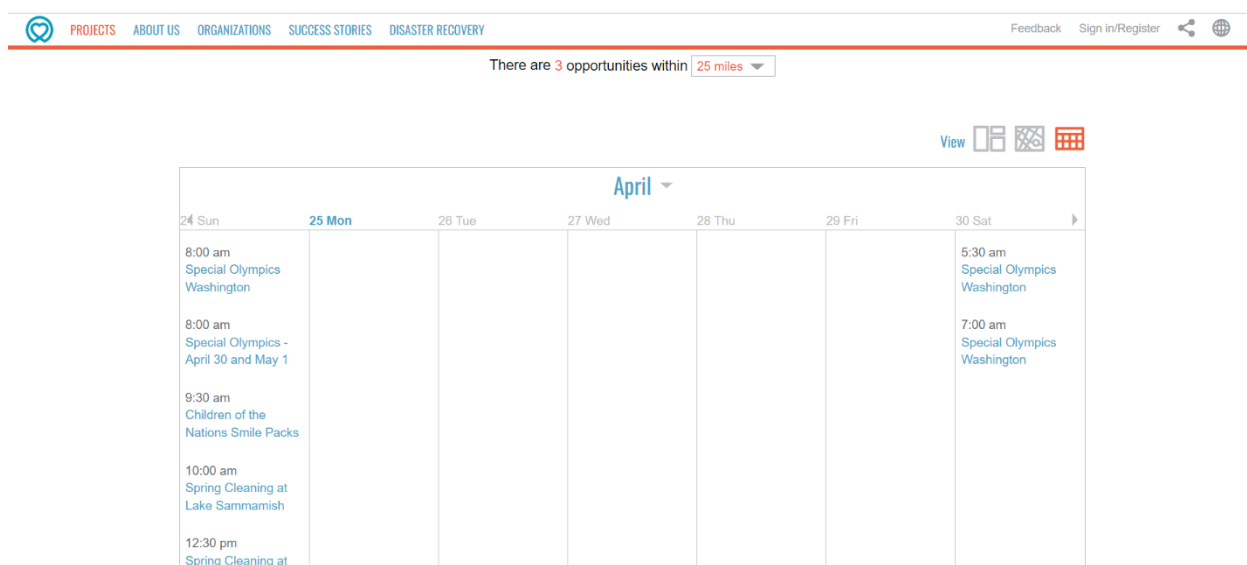 PROJECTS ABOUT US ORGANIZATIONS SUCCESS STORIES DISASTER RECOVERY Feedback Sign in/Register
There are 3 opportunities within 25 miles
View
April
24 Sun 25 Mon 26 Tue 27 Wed 28 Thu 29 Fri 30 Sat
8:00 am
Special Olympics
Washington
8:00 am
Special Olympics -
April 30 and May 1
9:30 am
Children of the
Nations Smile Packs
10:00 am
Spring Cleaning at
Lake Sammamish
12:30 pm
Spring Cleaning at
5:30 am
Special Olympics
Washington
7:00 am
Special Olympics
Washington